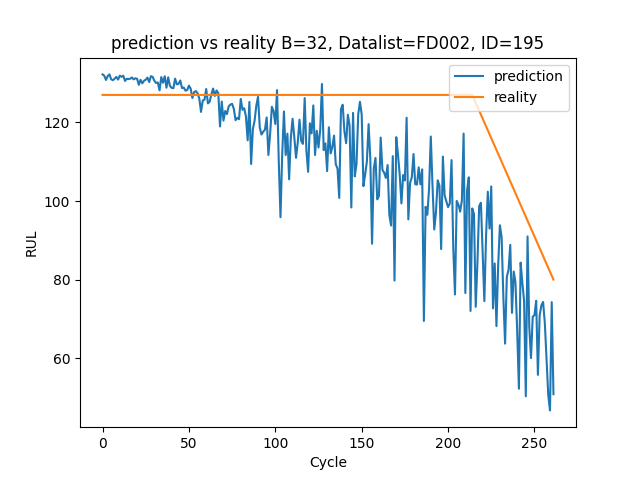 prediction vs reality B=32, Datalist=FD002, ID=195
prediction
reality
120
100
80
60
RUL
0
50
100
150
200
250
Cycle